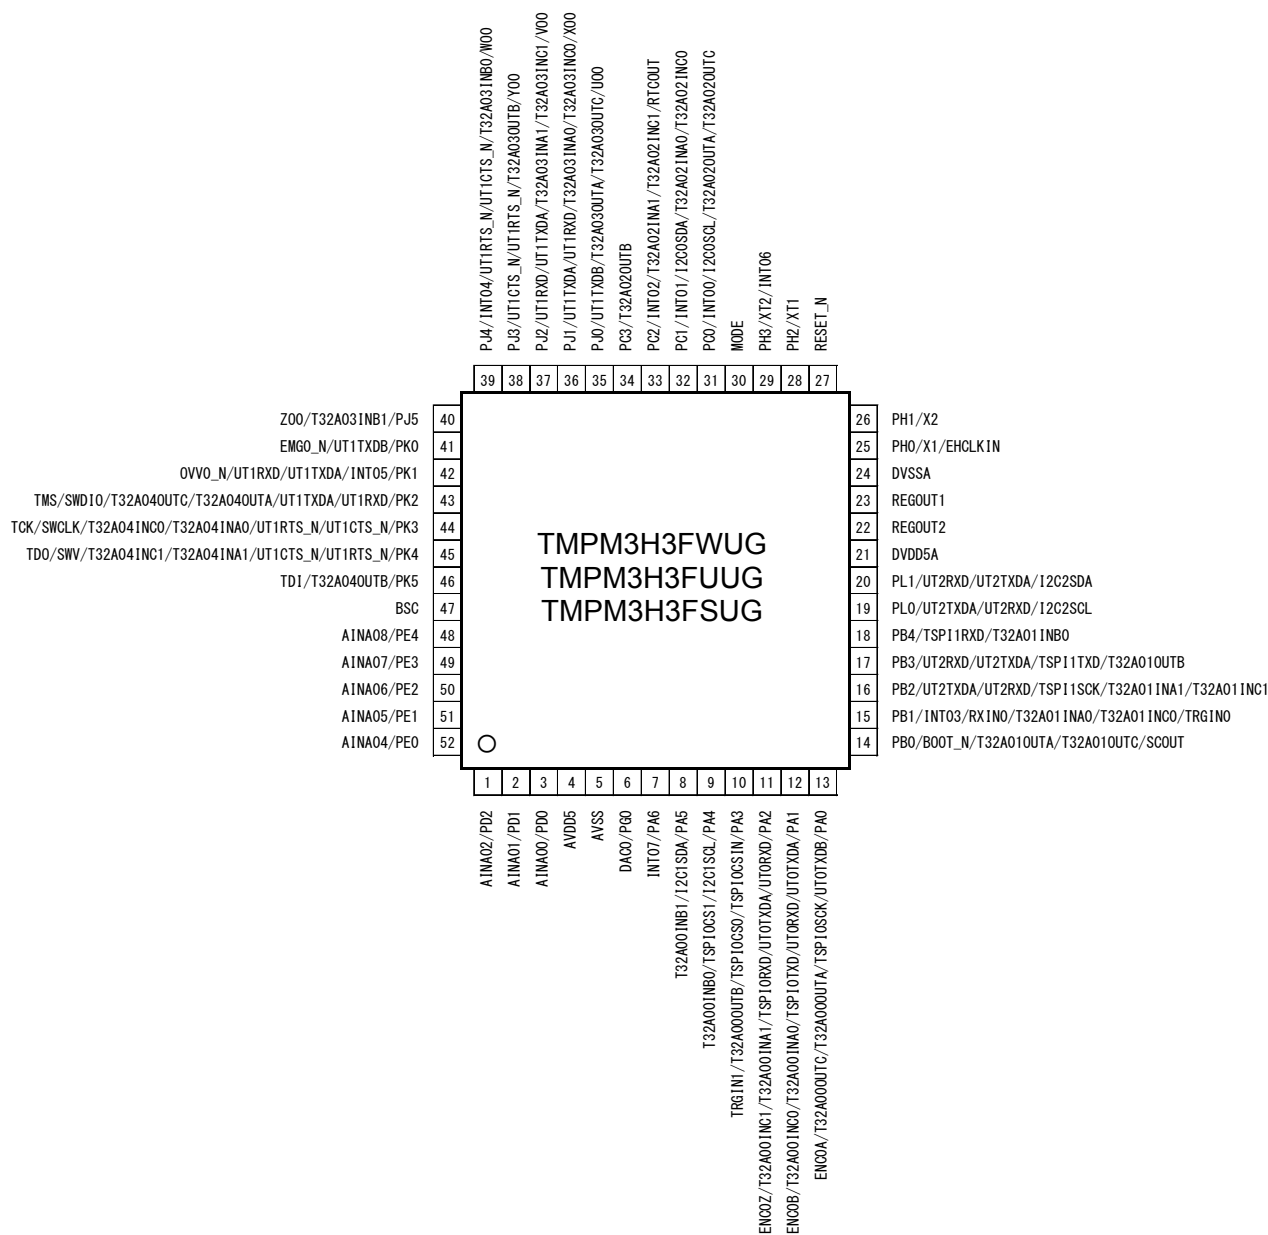 PJ4/INT04/UT1RTS_N/UT1CTS_N/T32A03INB0/WO0
PJ3/UT1CTS_N/UT1RTS_N/T32A03OUTB/YO0
PJ2/UT1RXD/UT1TXDA/T32A03INA1/T32A03INC1/VO0
PJ1/UT1TXDA/UT1RXD/T32A03INA0/T32A03INC0/XO0
PJ0/UT1TXDB/T32A03OUTA/T32A03OUTC/UO0
PC3/T32A02OUTB
PC2/INT02/T32A02INA1/T32A02INC1/RTCOUT
PC1/INT01/I2C0SDA/T32A02INA0/T32A02INC0
PC0/INT00/I2C0SCL/T32A02OUTA/T32A02OUTC
MODE
PH3/XT2/INT06
PH2/XT1
RESET_N
39 38 37 36 35 34 33 32 31 30 29 28 27
ZO0/T32A03INB1/PJ5 40
EMG0_N/UT1TXDB/PK0 41
OVV0_N/UT1RXD/UT1TXDA/INT05/PK1 42
TMS/SWDIO/T32A04OUTC/T32A04OUTA/UT1TXDA/UT1RXD/PK2 43
TCK/SWCLK/T32A04INC0/T32A04INA0/UT1RTS_N/UT1CTS_N/PK3 44
TDO/SWV/T32A04INC1/T32A04INA1/UT1CTS_N/UT1RTS_N/PK4 45
TDI/T32A04OUTB/PK5 46
BSC 47
AINA08/PE4 48
AINA07/PE3 49
AINA06/PE2 50
AINA05/PE1 51
AINA04/PE0 52
TMPM3H3FWUG
TMPM3H3FUUG
TMPM3H3FSUG
26 PH1/X2
25 PH0/X1/EHCLKIN
24 DVSSA
23 REGOUT1
22 REGOUT2
21 DVDD5A
20 PL1/UT2RXD/UT2TXDA/I2C2SDA
19 PL0/UT2TXDA/UT2RXD/I2C2SCL
18 PB4/TSPI1RXD/T32A01INB0
17 PB3/UT2RXD/UT2TXDA/TSPI1TXD/T32A01OUTB
16 PB2/UT2TXDA/UT2RXD/TSPI1SCK/T32A01INA1/T32A01INC1
15 PB1/INT03/RXIN0/T32A01INA0/T32A01INC0/TRGIN0
14 PB0/BOOT_N/T32A01OUTA/T32A01OUTC/SCOUT
1 2 3 4 5 6 7 8 9 10 11 12 13
AINA02/PD2
AINA01/PD1
AINA00/PD0
AVDD5
AVSS
DAC0/PG0
INT07/PA6
T32A00INB1/I2C1SDA/PA5
T32A00INB0/TSPI0CS1/I2C1SCL/PA4
TRGIN1/T32A00OUTB/TSPI0CS0/TSPI0CSIN/PA3
ENC0Z/T32A00INC1/T32A00INA1/TSPI0RXD/UT0TXDA/UT0RXD/PA2
ENC0B/T32A00INC0/T32A00INA0/TSPI0TXD/UT0RXD/UT0TXDA/PA1
ENC0A/T32A00OUTC/T32A00OUTA/TSPI0SCK/UT0TXDB/PA0